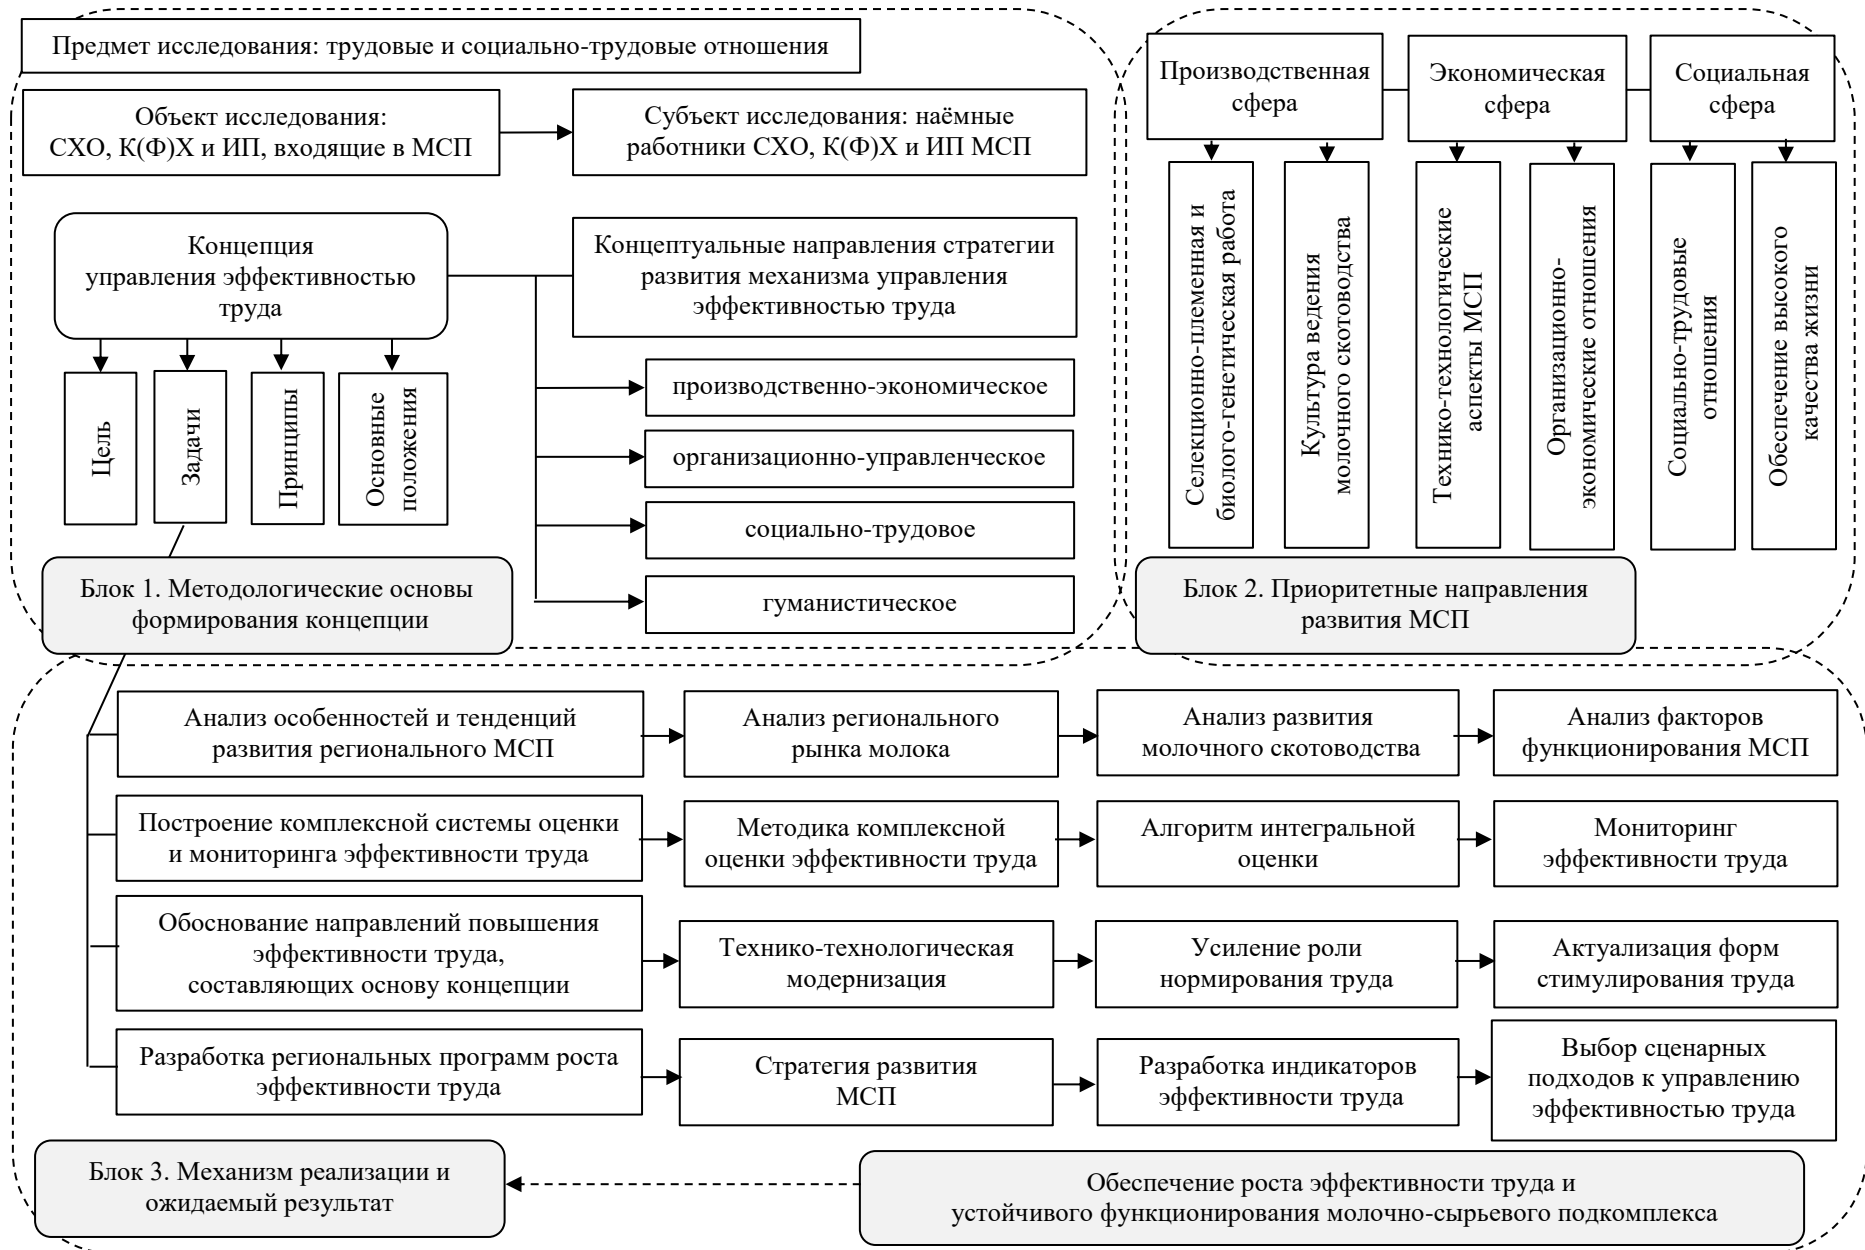 Предмет исследования: трудовые и социально-трудовые отношения
Объект исследования:
СХО, К(Ф)Х и ИП, входящие в МСП
Субъект исследования: наёмные
работники СХО, К(Ф)Х и ИП МСП
Концепция
управления эффективностью
труда
Концептуальные направления стратегии
развития механизма управления
эффективностью труда
Цель
Задачи
Принципы
Основные
положения
производственно-экономическое
организационно-управленческое
социально-трудовое
гуманистическое
Блок 1. Методологические основы
формирования концепции
Производственная
сфера
Экономическая
сфера
Социальная
сфера
Селекционно-племенная и
биолого-генетическая работа
Культура ведения
молочного скотоводства
Технико-технологические
аспекты МСП
Организационно-
экономические отношения
Социально-трудовые
отношения
Обеспечение высокого
качества жизни
Блок 2. Приоритетные направления
развития МСП
Анализ особенностей и тенденций
развития регионального МСП
Анализ регионального
рынка молока
Анализ развития
молочного скотоводства
Анализ факторов
функционирования МСП
Построение комплексной системы оценки
и мониторинга эффективности труда
Методика комплексной
оценки эффективности труда
Алгоритм интегральной
оценки
Мониторинг
эффективности труда
Обоснование направлений повышения
эффективности труда,
составляющих основу концепции
Технико-технологическая
модернизация
Усиление роли
нормирования труда
Актуализация форм
стимулирования труда
Разработка региональных программ роста
эффективности труда
Стратегия развития
МСП
Разработка индикаторов
эффективности труда
Выбор сценарных
подходов к управлению
эффективностью труда
Блок 3. Механизм реализации и
ожидаемый результат
Обеспечение роста эффективности труда и
устойчивого функционирования молочно-сырьевого подкомплекса